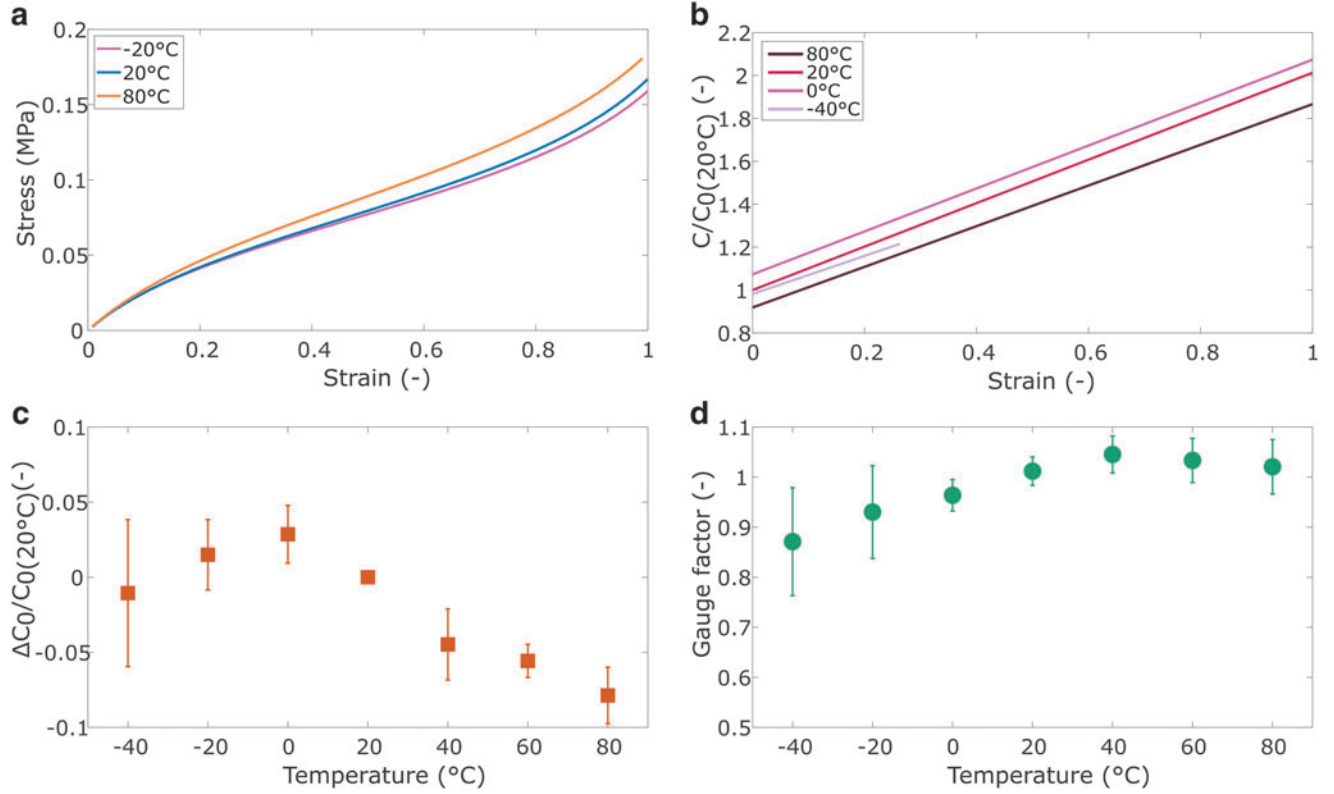 a
Stress (MPa)
0.2
0.15
0.1
0.05
0
-20°C
20°C
80°C
0 0.2 0.4 0.6 0.8 1
Strain (-)
b
C/C0(20°C) (-)
2.2
2
1.8
1.6
1.4
1.2
1
0.8
80°C
20°C
0°C
-40°C
0 0.2 0.4 0.6 0.8 1
Strain (-)
c
ΔC0/C0(20°C)(-)
0.1
0.05
0
-0.05
-0.1
-40 -20 0 20 40 60 80
Temperature (°C)
d
Gauge factor (-)
1.1
1
0.9
0.8
0.7
0.6
0.5
-40 -20 0 20 40 60 80
Temperature (°C)